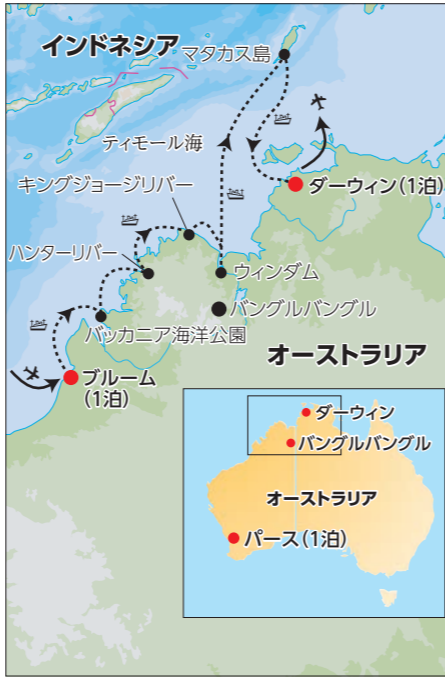 インドネシア
マタカス島
ティモール海
キングジョージリバー
ダーウィン(1泊)
ハンターリバー
ウィンダム
バングルバングル
バッカニア海洋公園
オーストラリア
ブルーム
(1泊)
ダーウィン
バングルバングル
オーストラリア
パース(1泊)